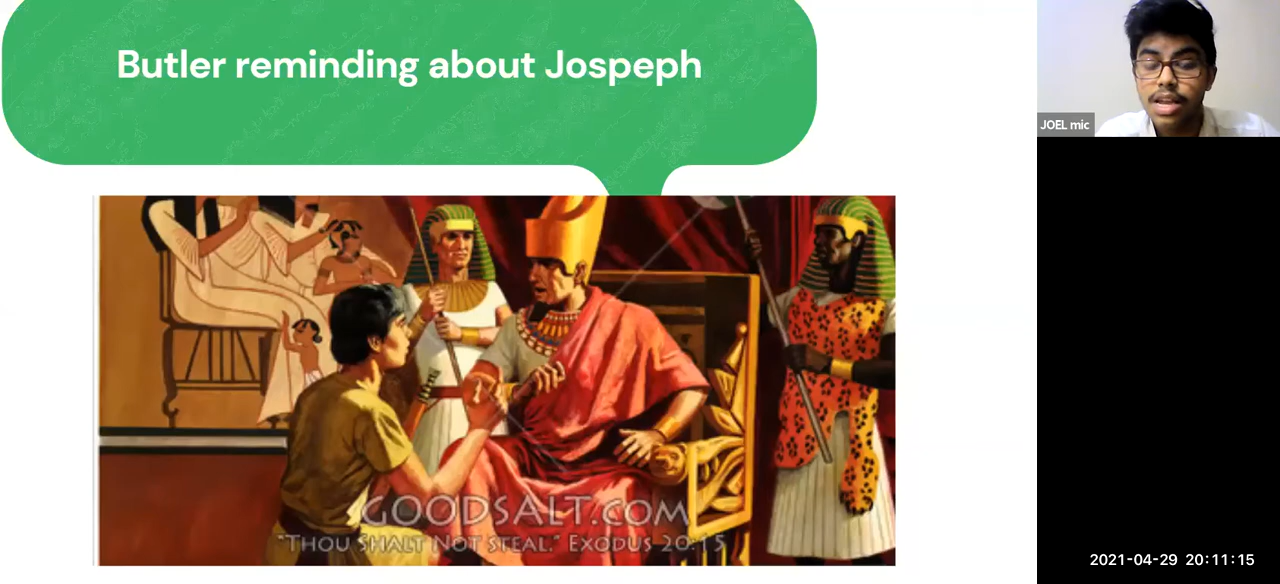 Butler reminding about Jospeph
JOEL mic
GOODSALT.COM
"THOU SHALT NOT STEAL." EXODUS 20:15
2021-04-29 20:11:15